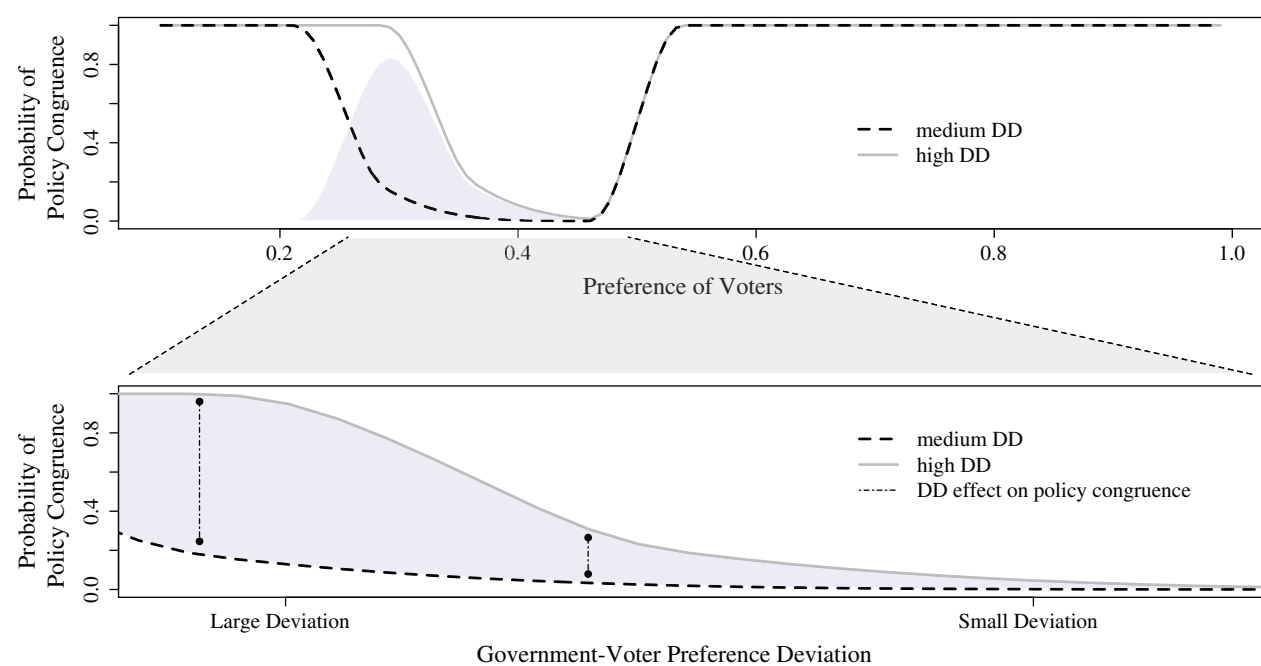 Probability of
Policy Congruence
0.0 0.4 0.8
medium DD
high DD
0.2 0.4 0.6 0.8 1.0
Preference of Voters
Probability of
Policy Congruence
0.0 0.4 0.8
medium DD
high DD
DD effect on policy congruence
Large Deviation Small Deviation
Government-Voter Preference Deviation